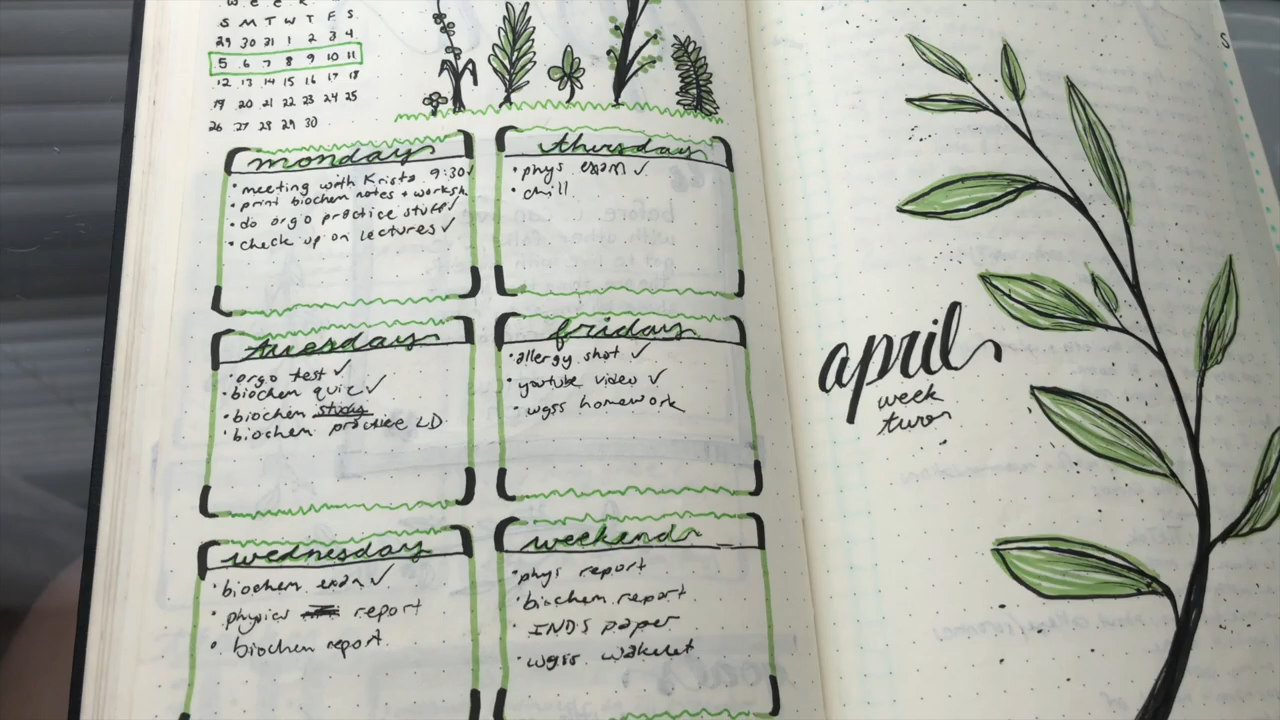 WEEK
S M T W T F S
29 30 31 1 2 3 4
5 6 7 8 9 10 11
12 13 14 15 16 17 18
19 20 21 22 23 24 25
26 27 28 29 30
monday
• meeting with Krista 9:30 ✓
• print biochem notes + worksh
• do orgo practice stuff ✓
• check up on lectures ✓
tuesday
• orgo test ✓
• biochem quiz ✓
• biochem study
• biochem practice LD
wednesday
• biochem exam ✓
• physics report
• biochem report
thursday
• phys exam ✓
• chill
friday
• allergy shot ✓
• youtube video ✓
• wgss homework
weekend
• phys report
• biochem report
• INDS paper
• wgss wakelet
april
week
two
S